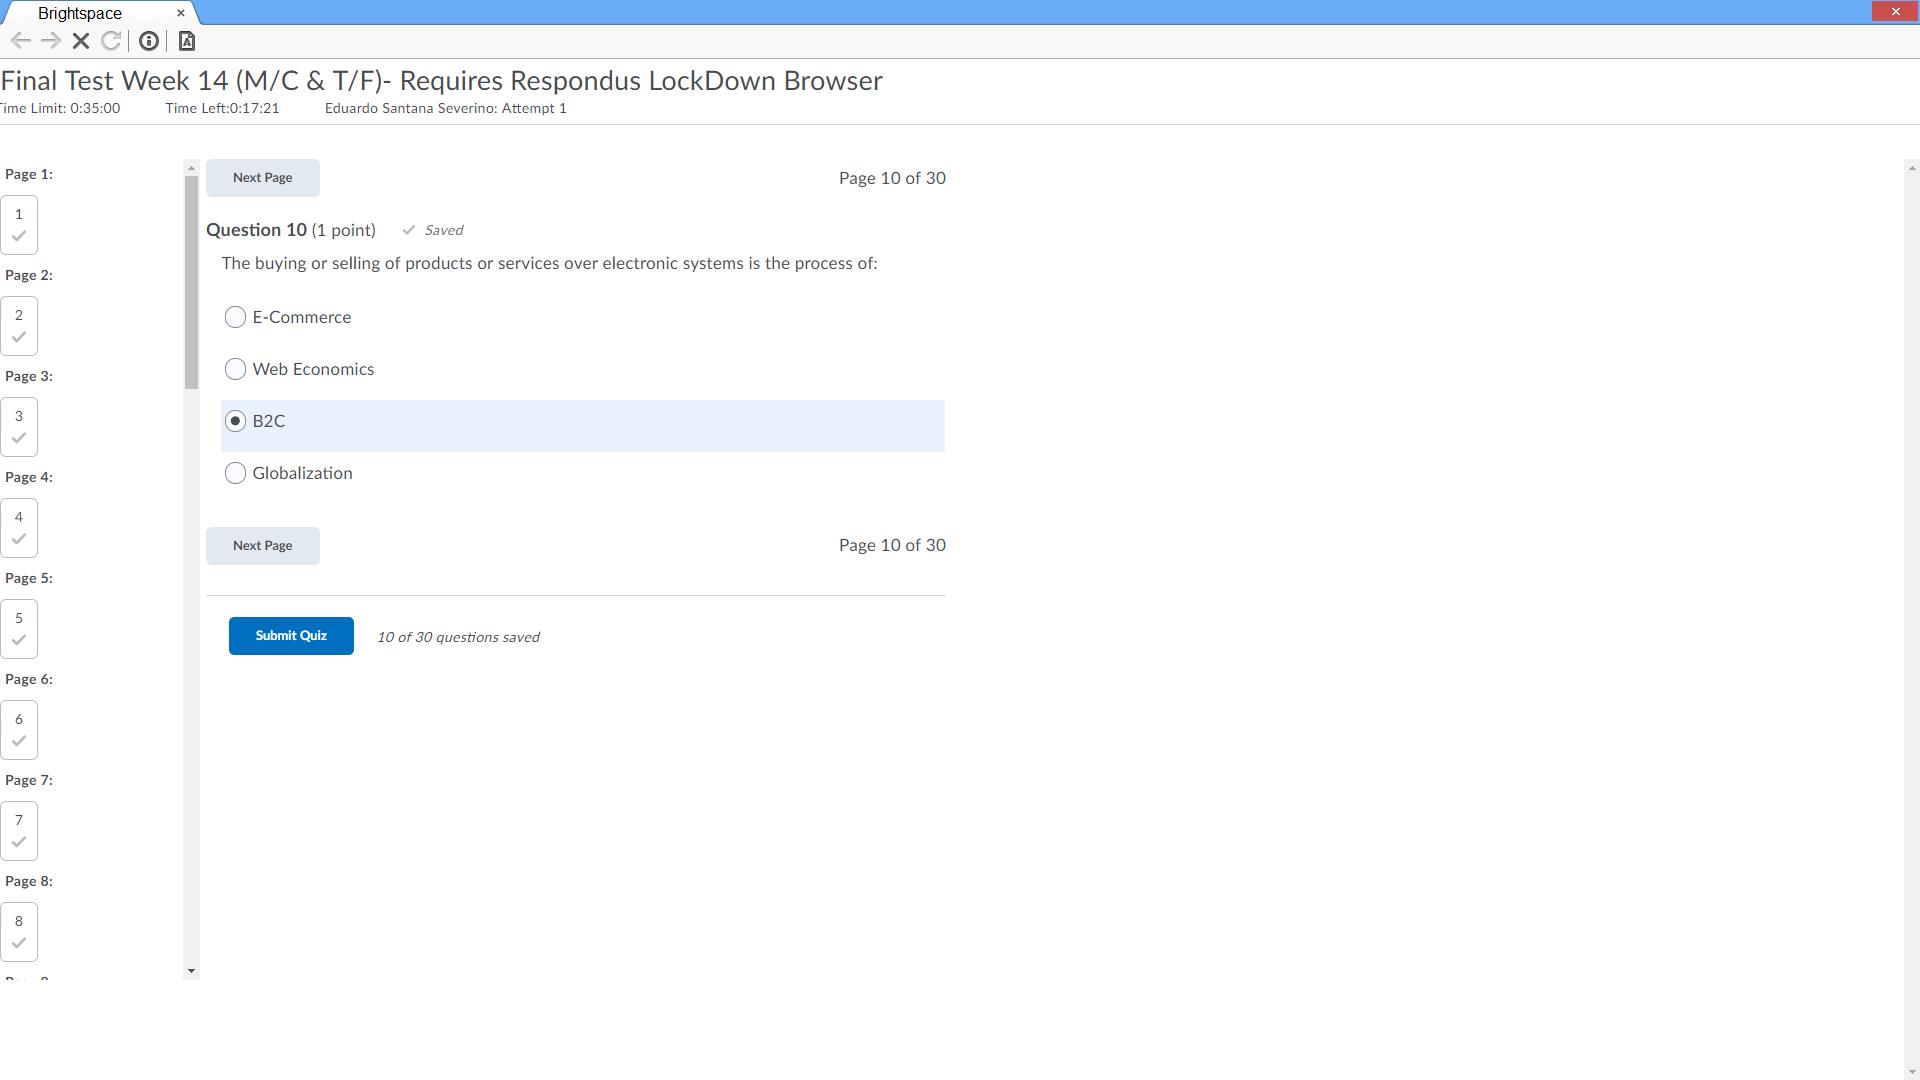 Brightspace
Final Test Week 14 (M/C & T/F)- Requires Respondus LockDown Browser
Time Limit: 0:35:00 Time Left:0:17:21 Eduardo Santana Severino: Attempt 1
Page 1:
1
Page 2:
2
Page 3:
3
Page 4:
4
Page 5:
5
Page 6:
6
Page 7:
7
Page 8:
8
Next Page Page 10 of 30
Question 10 (1 point) Saved
The buying or selling of products or services over electronic systems is the process of:
E-Commerce
Web Economics
B2C
Globalization
Next Page Page 10 of 30
Submit Quiz 10 of 30 questions saved